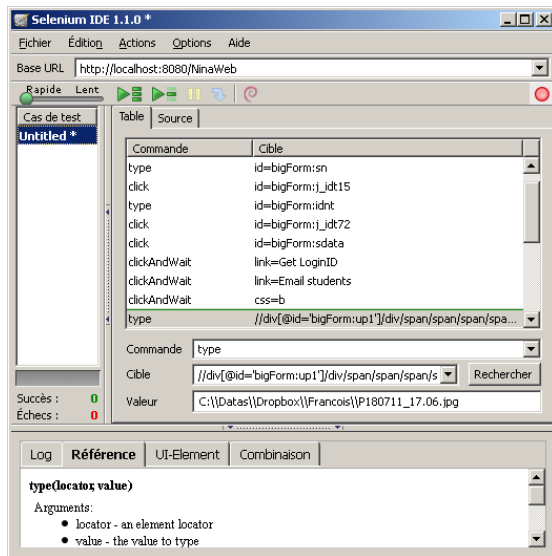 Selenium IDE 1.1.0 *
Fichier Édition Actions Options Aide
Base URL http://localhost:8080/NinaWeb
Rapide Lent
Cas de test
Untitled *
Table Source
Commande Cible
type id=bigForm:sn
click id=bigForm:j_idt15
type id=bigForm:idnt
click id=bigForm:j_idt72
click id=bigForm:sdata
clickAndWait link=Get LoginID
clickAndWait link=Email students
clickAndWait css=b
type //div[@id='bigForm:up1']/div/span/span/span/spa...
Commande type
Cible //div[@id='bigForm:up1']/div/span/span/span/s Rechercher
Valeur C:\\Datas\\Dropbox\\Francois\\P180711_17.06.jpg
Succès : 0
Échecs : 0
Log Référence UI-Element Combinaison
type(locator, value)
Arguments:
• locator - an element locator
• value - the value to type